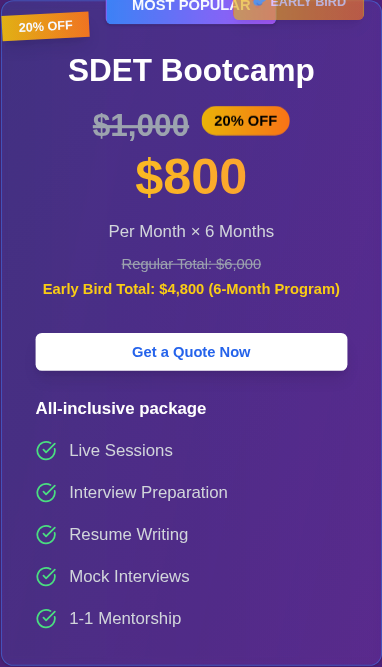 MOST POPULAR
EARLY BIRD
20% OFF
SDET Bootcamp
$1,000 20% OFF
$800
Per Month × 6 Months
Regular Total: $6,000
Early Bird Total: $4,800 (6-Month Program)
Get a Quote Now
All-inclusive package
Live Sessions
Interview Preparation
Resume Writing
Mock Interviews
1-1 Mentorship